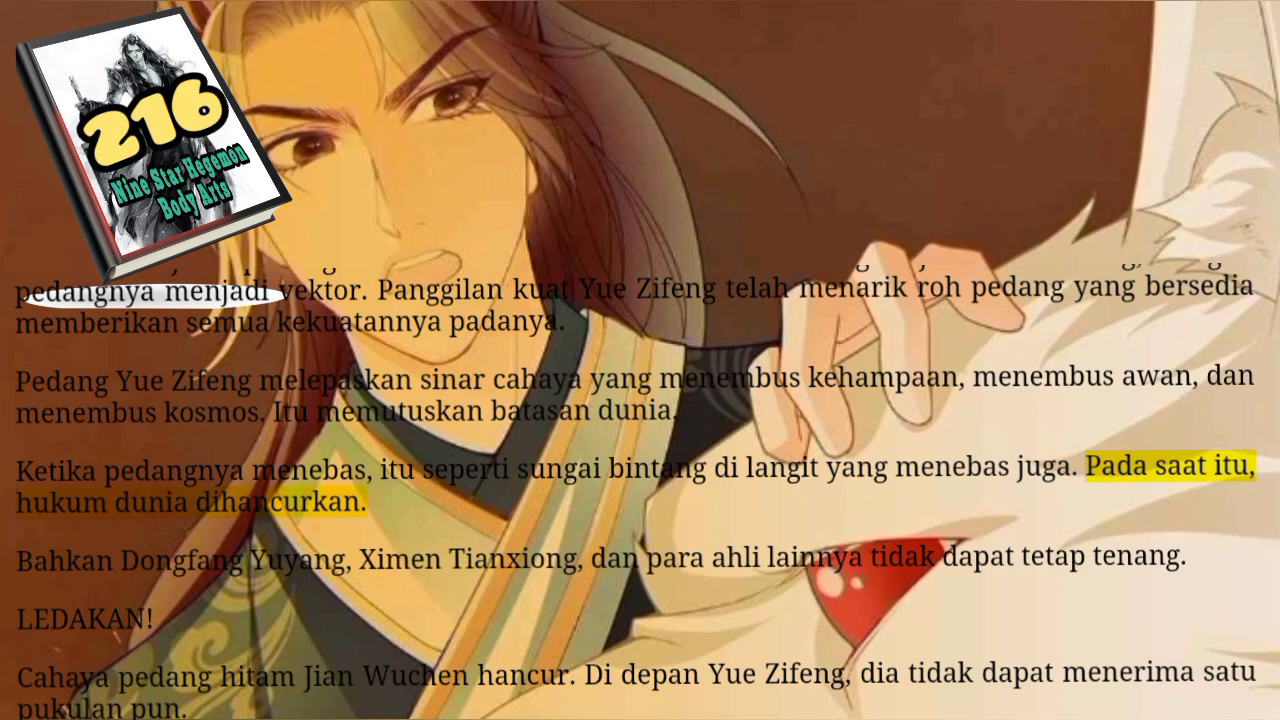 216
Nine Star Hegemon
Body Arts
pedangnya menjadi vektor. Panggilan kuat Yue Zifeng telah menarik roh pedang yang bersedia
memberikan semua kekuatannya padanya.
Pedang Yue Zifeng melepaskan sinar cahaya yang menembus kehampaan, menembus awan, dan
menembus kosmos. Itu memutuskan batasan dunia.
Ketika pedangnya menebas, itu seperti sungai bintang di langit yang menebas juga. Pada saat itu,
hukum dunia dihancurkan.
Bahkan Dongfang Yuyang, Ximen Tianxiong, dan para ahli lainnya tidak dapat tetap tenang.
LEDAKAN!
Cahaya pedang hitam Jian Wuchen hancur. Di depan Yue Zifeng, dia tidak dapat menerima satu
pukulan pun.